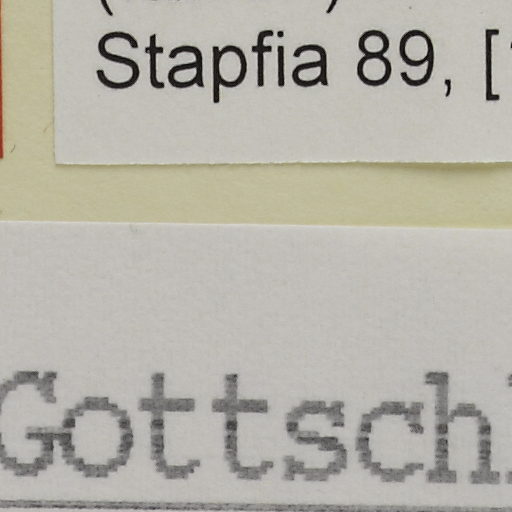 Stapfia 89, [
Gottsch